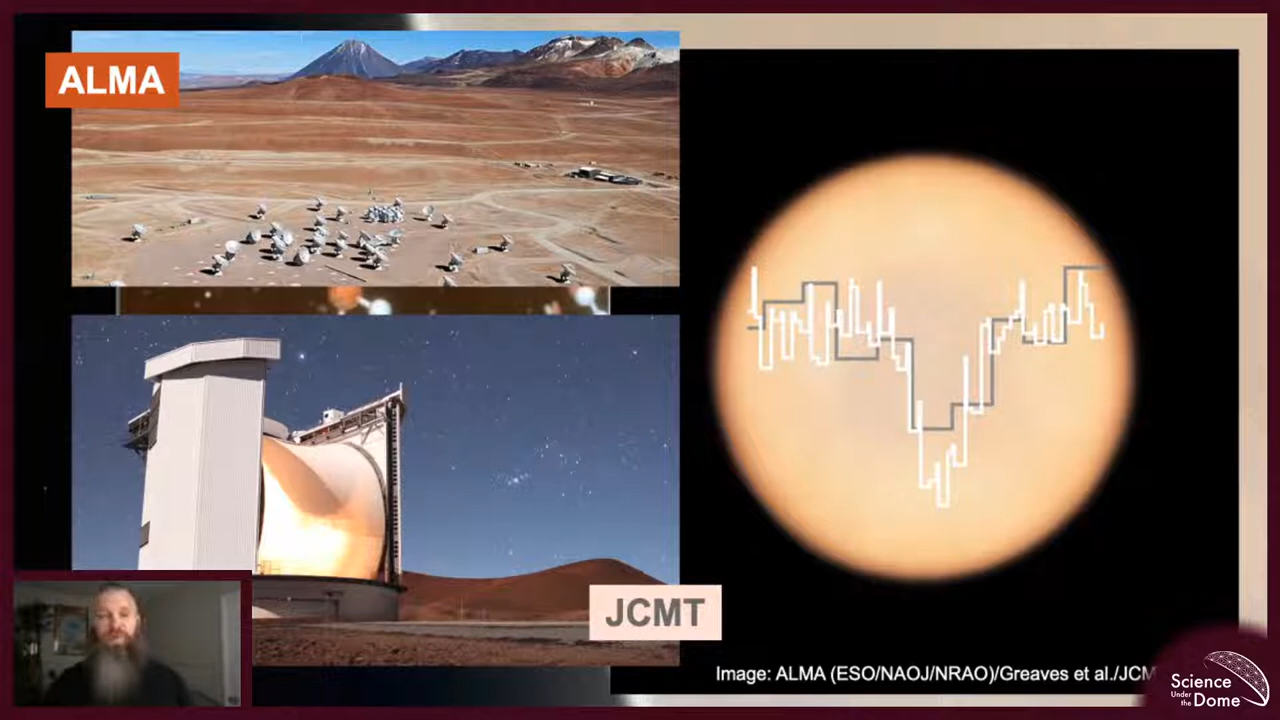 ALMA
JCMT
Image: ALMA (ESO/NAOJ/NRAO)/Greaves et al./JCM
Science
Under the
Dome